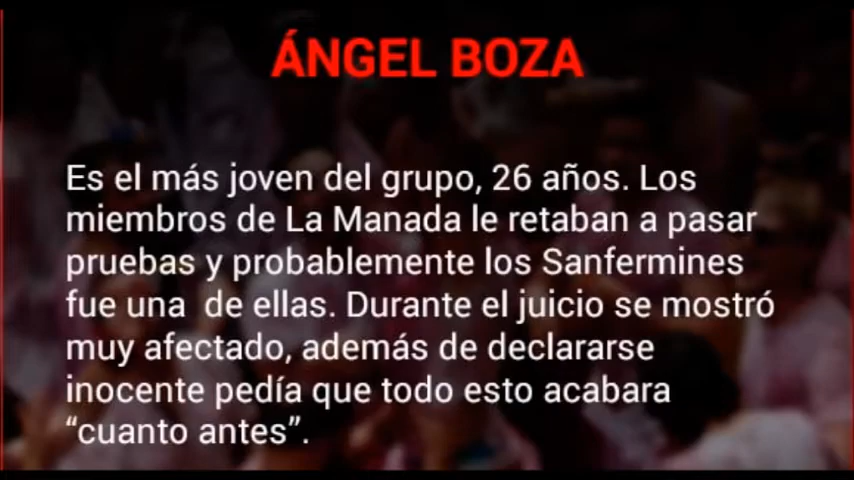 ÁNGEL BOZA
Es el más joven del grupo, 26 años. Los
miembros de La Manada le retaban a pasar
pruebas y probablemente los Sanfermines
fue una  de ellas. Durante el juicio se mostró
muy afectado, además de declararse
inocente pedía que todo esto acabara
“cuanto antes”.